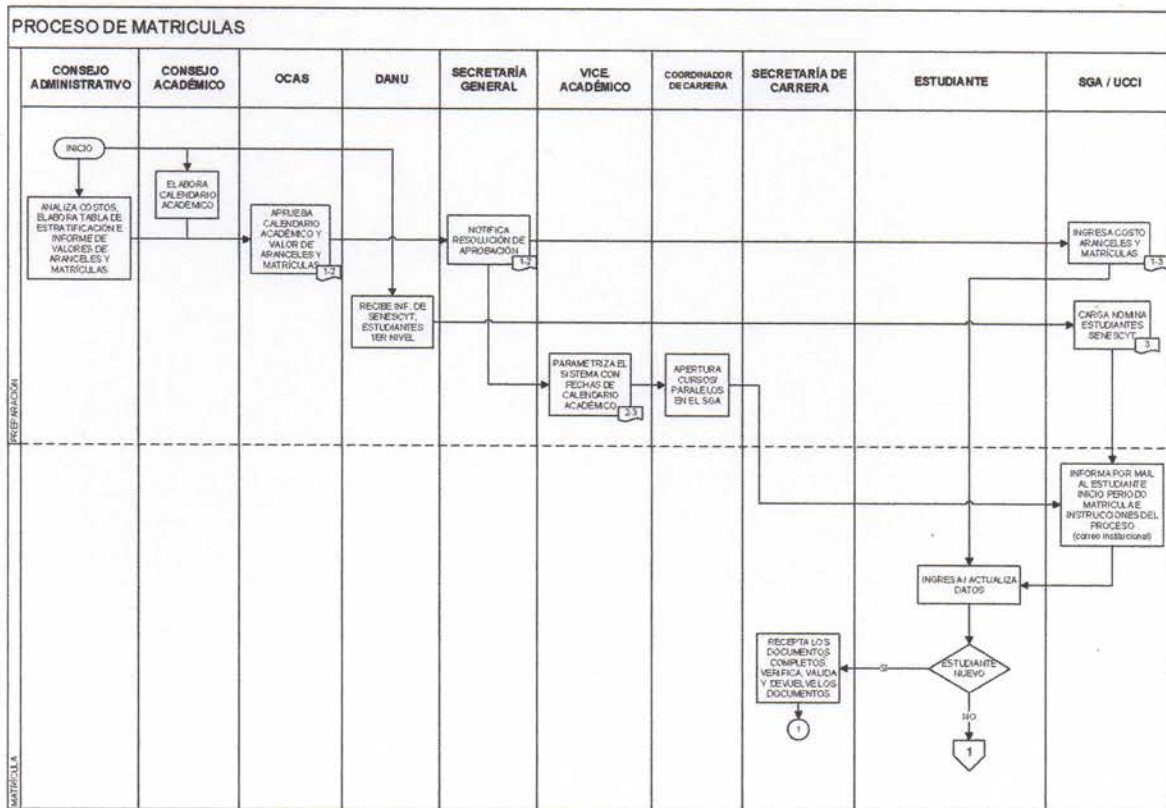 PROCESO DE MATRICULAS
CONSEJO
ADMINISTRATIVO
CONSEJO
ACADÉMICO
OCAS
DANU
SECRETARÍA
GENERAL
VICE.
ACADÉMICO
COORDINADOR
DE CARRERA
SECRETARÍA DE
CARRERA
ESTUDIANTE
SGA / UCCI
PREPARACIÓN
INICIO
ANALIZA COSTOS,
ELABORA TABLA DE
ESTRATIFICACIÓN E
INFORME DE
VALORES DE
ARANCELES Y
MATRÍCULAS
ELABORA
CALENDARIO
ACADÉMICO
APRUEBA
CALENDARIO
ACADÉMICO Y
VALOR DE
ARANCELES Y
MATRÍCULAS
1-2
NOTIFICA
RESOLUCIÓN DE
APROBACIÓN
1-2
INGRESA COSTO
ARANCELES Y
MATRÍCULAS
1-3
RECIBE INF. DE
SENESCYT,
ESTUDIANTES
1ER NIVEL
CARGA NOMINA
ESTUDIANTES
SENESCYT
3
PARAMETRIZA EL
SISTEMA CON
FECHAS DE
CALENDARIO
ACADÉMICO
2-3
APERTURA
CURSOS/
PARALELOS
EN EL SGA
MATRÍCULA
INFORMA POR MAIL
AL ESTUDIANTE
INICIO PERIODO
MATRICULA E
INSTRUCCIONES DEL
PROCESO
(correo institucional)
INGRESA / ACTUALIZA
DATOS
ESTUDIANTE
NUEVO
SI
NO
RECEPTA LOS
DOCUMENTOS
COMPLETOS,
VERIFICA, VALIDA
Y DEVUELVE LOS
DOCUMENTOS
1
1